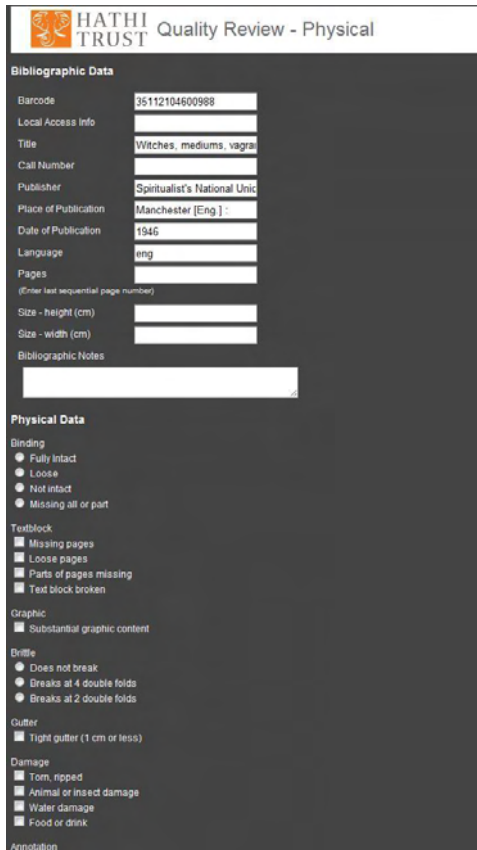 HATHI
TRUST
Quality Review - Physical
Bibliographic Data
Barcode 35112104600988
Local Access Info
Title Witches, mediums, vagra
Call Number
Publisher Spiritualist's National Unic
Place of Publication Manchester [Eng.] :
Date of Publication 1946
Language eng
Pages
(Enter last sequential page number)
Size - height (cm)
Size - width (cm)
Bibliographic Notes
Physical Data
Binding
Fully Intact
Loose
Not intact
Missing all or part
Textblock
Missing pages
Loose pages
Parts of pages missing
Text block broken
Graphic
Substantial graphic content
Brittle
Does not break
Breaks at 4 double folds
Breaks at 2 double folds
Gutter
Tight gutter (1 cm or less)
Damage
Torn, ripped
Animal or insect damage
Water damage
Food or drink
Annotation